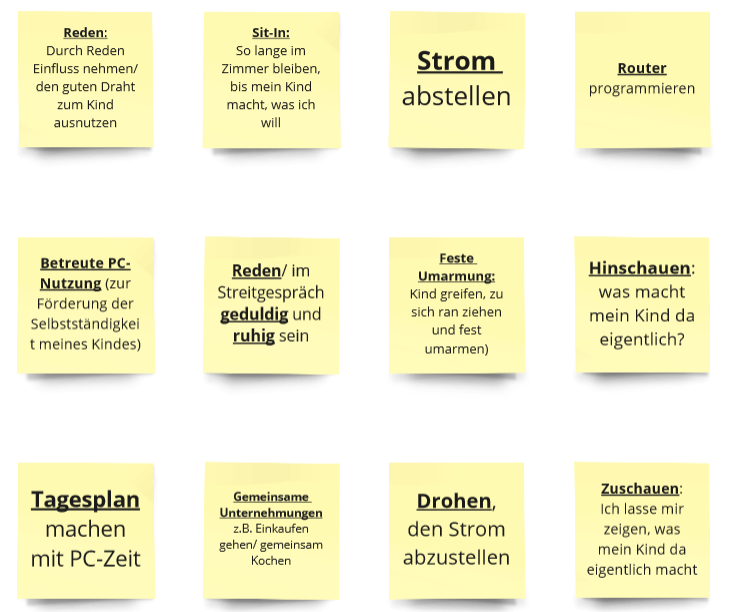 Reden:
Durch Reden
Einfluss nehmen/
den guten Draht
zum Kind
ausnutzen
Sit-In:
So lange im
Zimmer bleiben,
bis mein Kind
macht, was ich
will
Strom
abstellen
Router
programmieren
Betreute PC-
Nutzung (zur
Förderung der
Selbstständigkei
t meines Kindes)
Reden/ im
Streitgespräch
geduldig und
ruhig sein
Feste
Umarmung:
Kind greifen, zu
sich ran ziehen
und fest
umarmen)
Hinschauen:
was macht
mein Kind da
eigentlich?
Tagesplan
machen
mit PC-Zeit
Gemeinsame
Unternehmungen
z.B. Einkaufen
gehen/ gemeinsam
Kochen
Drohen,
den Strom
abzustellen
Zuschauen:
Ich lasse mir
zeigen, was
mein Kind da
eigentlich macht